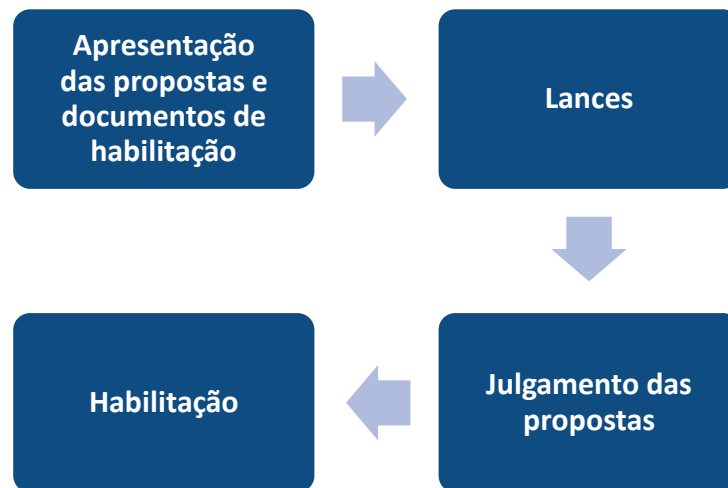 Apresentação
das propostas e
documentos de
habilitação
Lances
Julgamento das
propostas
Habilitação